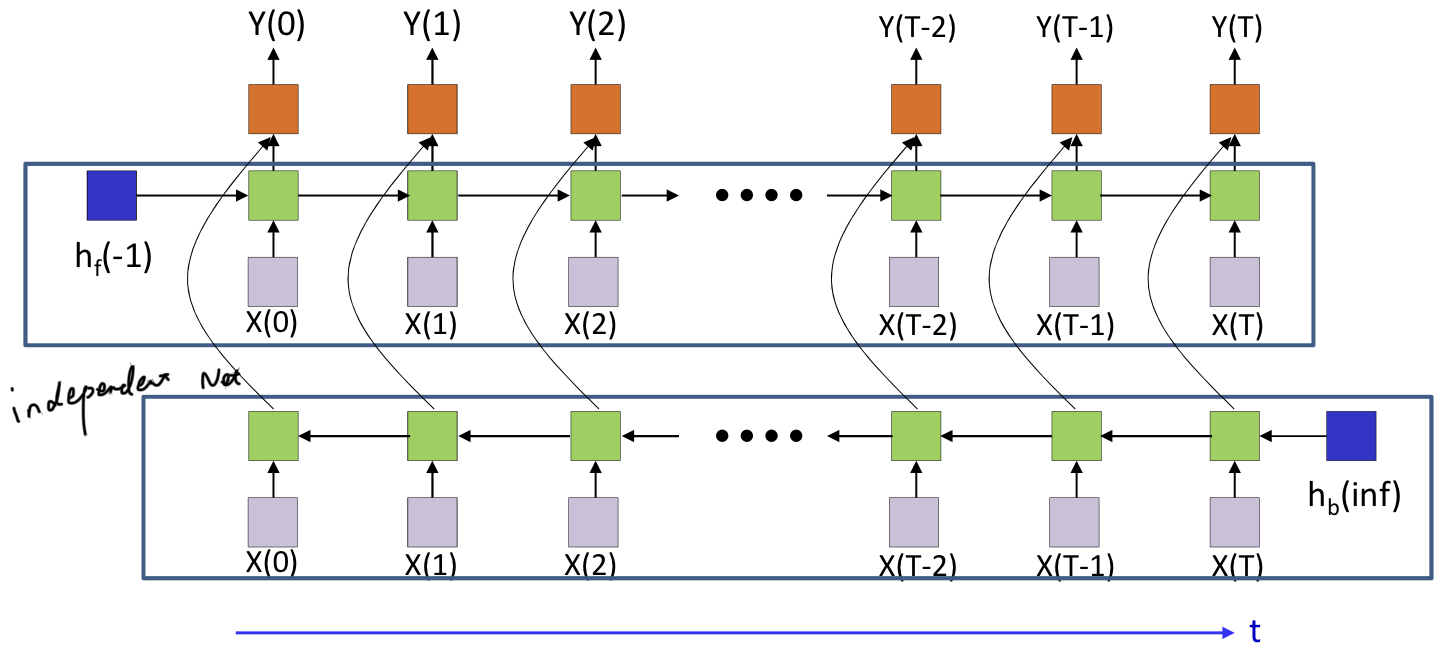 Y(0) Y(1) Y(2) Y(T-2) Y(T-1) Y(T)
h_f(-1)
X(0) X(1) X(2) X(T-2) X(T-1) X(T)
independent Net
h_b(inf)
X(0) X(1) X(2) X(T-2) X(T-1) X(T)
t